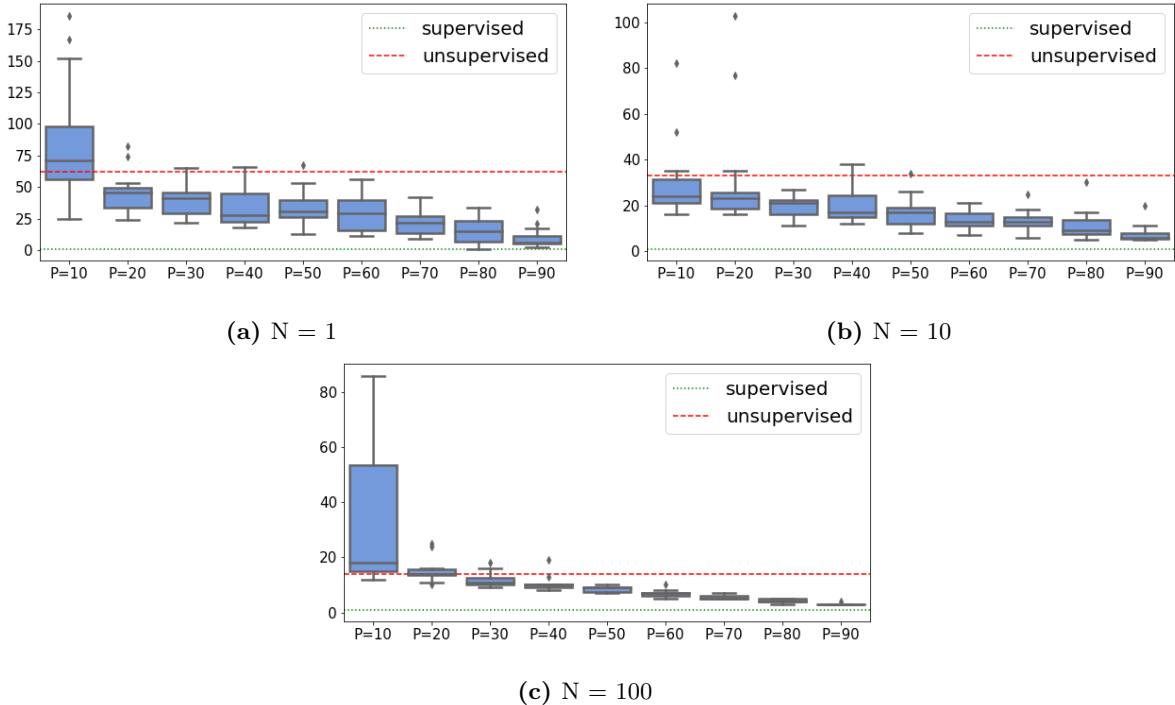 175
150
125
100
75
50
25
0
supervised
unsupervised
P=10 P=20 P=30 P=40 P=50 P=60 P=70 P=80 P=90
(a) N = 1
100
80
60
40
20
0
supervised
unsupervised
P=10 P=20 P=30 P=40 P=50 P=60 P=70 P=80 P=90
(b) N = 10
80
60
40
20
0
supervised
unsupervised
P=10 P=20 P=30 P=40 P=50 P=60 P=70 P=80 P=90
(c) N = 100